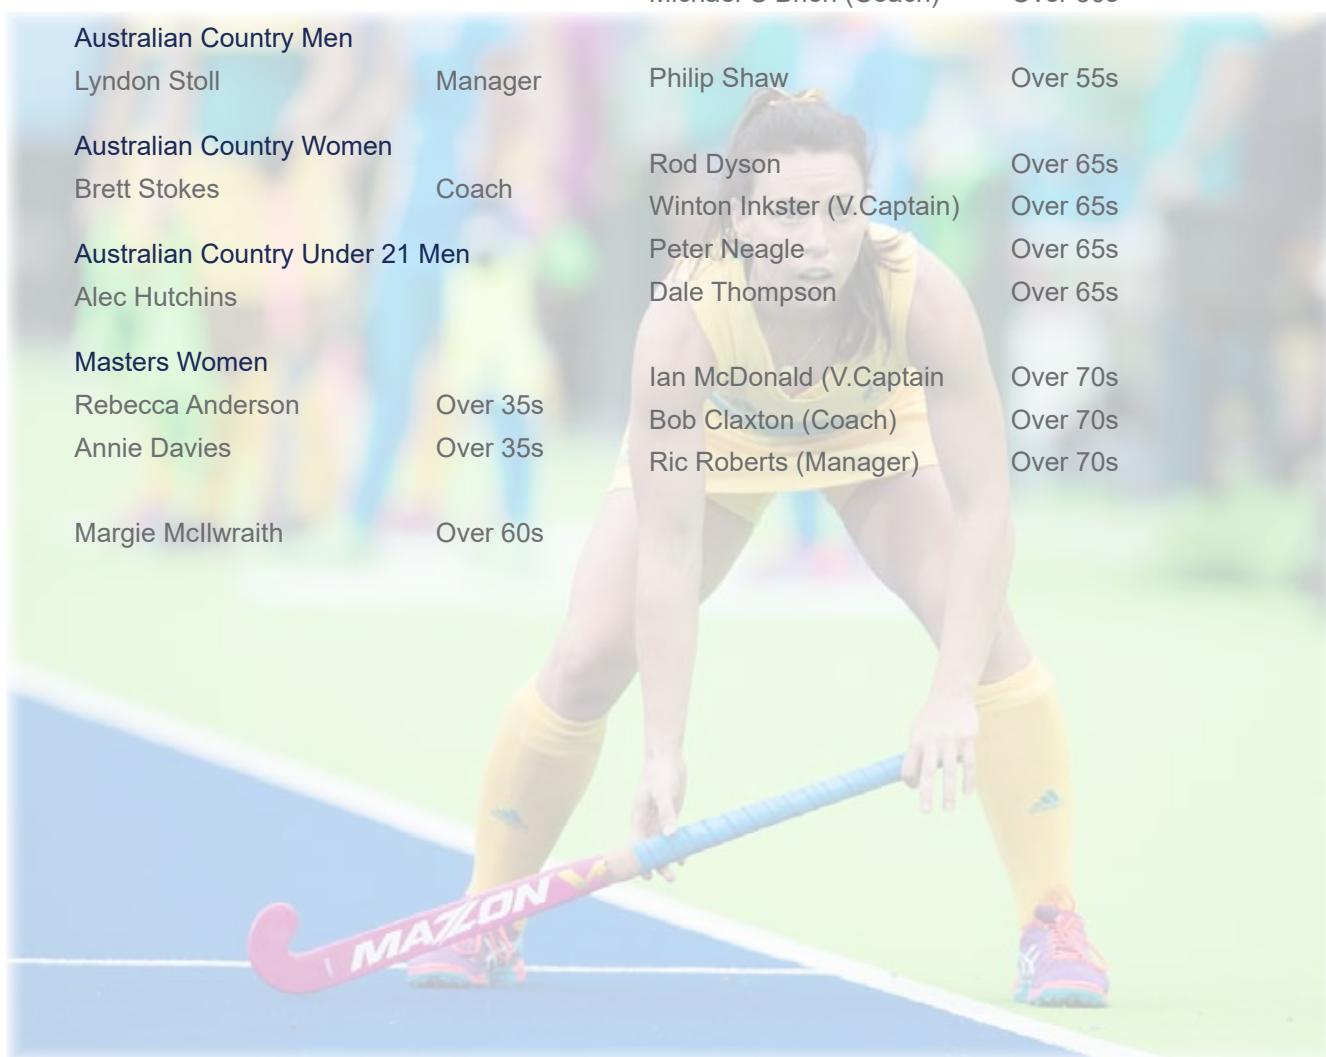 Australian Country Men
Lyndon Stoll Manager
Australian Country Women
Brett Stokes Coach
Australian Country Under 21 Men
Alec Hutchins
Masters Women
Rebecca Anderson Over 35s
Annie Davies Over 35s
Margie McIlwraith Over 60s
Philip Shaw Over 55s
Rod Dyson Over 65s
Winton Inkster (V.Captain) Over 65s
Peter Neagle Over 65s
Dale Thompson Over 65s
Ian McDonald (V.Captain Over 70s
Bob Claxton (Coach) Over 70s
Ric Roberts (Manager) Over 70s
MAZON